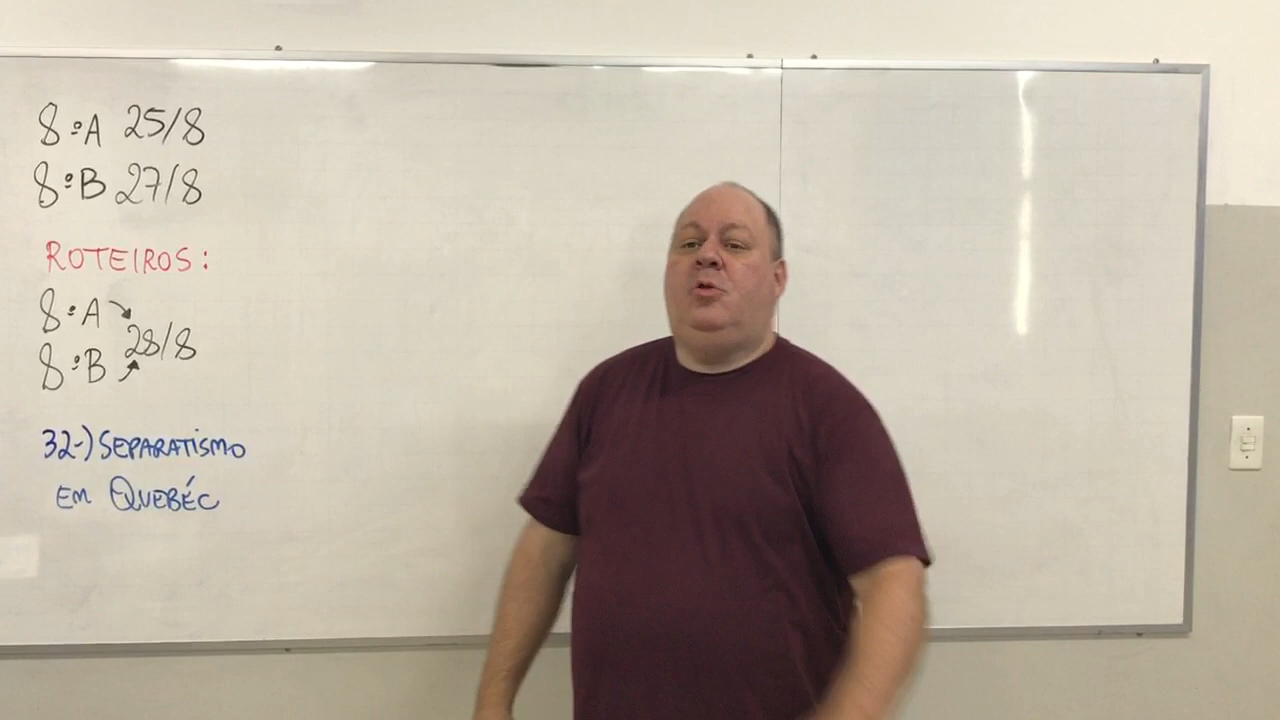 8ºA 25/8
8ºB 27/8
ROTEIROS:
8ºA
28/8
8ºB
32-) SEPARATISMO
EM QUEBÉC